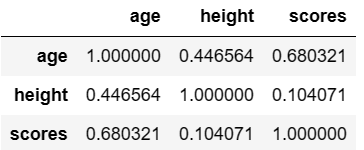 age height scores
age 1.000000 0.446564 0.680321
height 0.446564 1.000000 0.104071
scores 0.680321 0.104071 1.000000